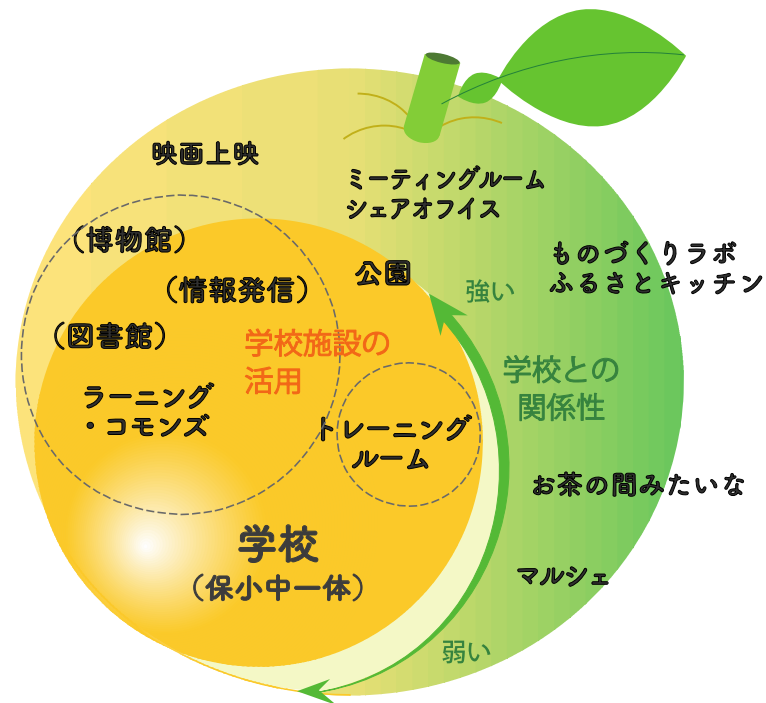 映画上映
ミーティングルーム
シェアオフイス
（博物館）
ものづくりラボ
ふるさとキッチン
公園
（情報発信）
強い
（図書館）
学校施設の
活用
学校との
関係性
ラーニング
・コモンズ
トレーニング
ルーム
お茶の間みたいな
学校
（保小中一体）
マルシェ
弱い